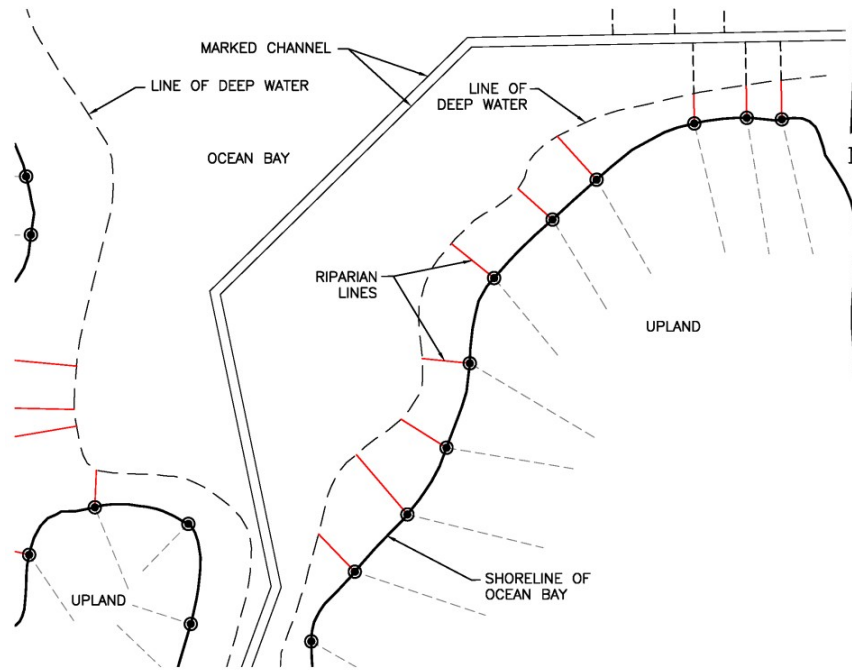 MARKED CHANNEL
LINE OF DEEP WATER
LINE OF
DEEP WATER
OCEAN BAY
RIPARIAN
LINES
UPLAND
SHORELINE OF
OCEAN BAY
UPLAND